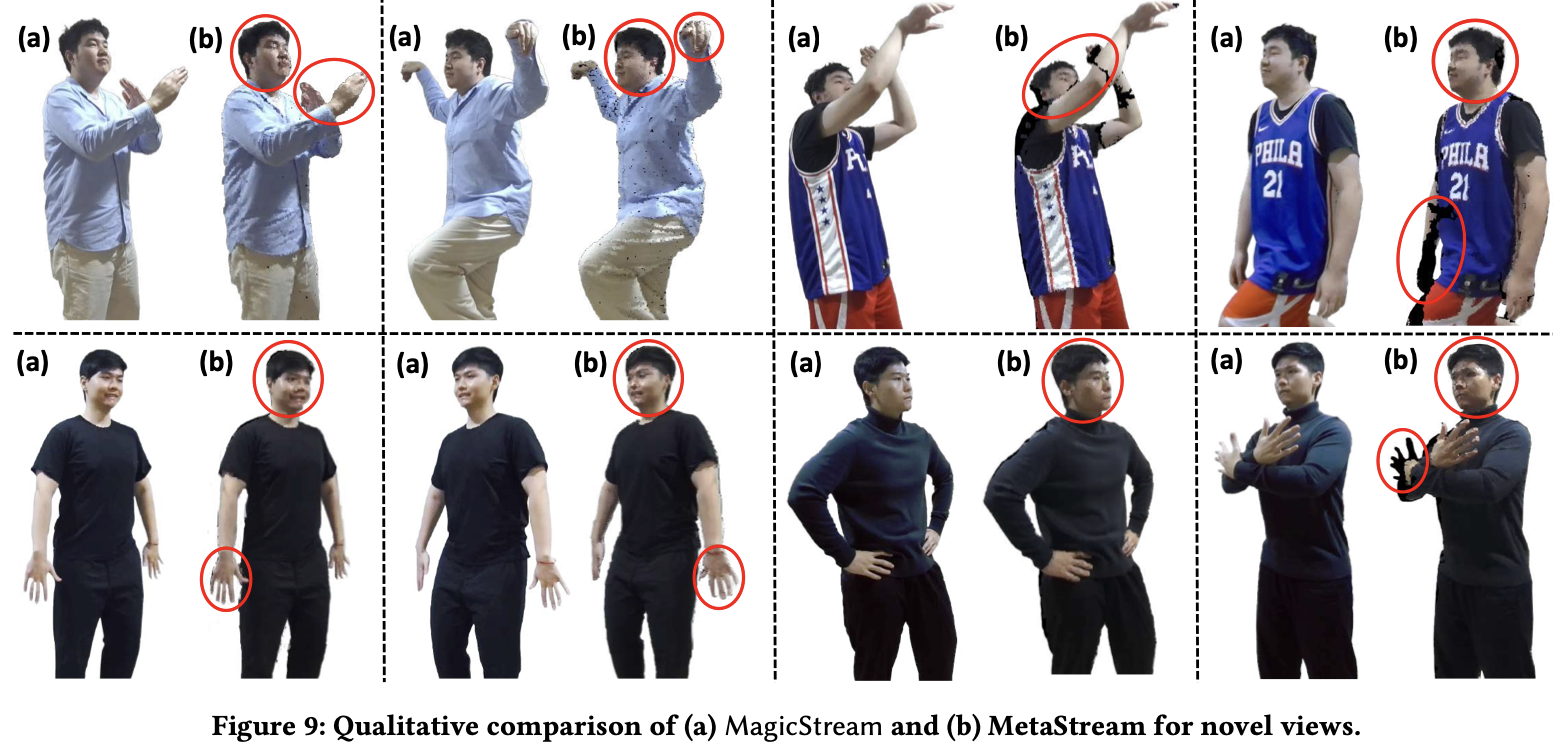 (a) (b) (a) (b) (a) (b) (a) (b)
PHILA PHILA
21 21
(a) (b) (a) (b) (a) (b) (a) (b)
Figure 9: Qualitative comparison of (a) MagicStream and (b) MetaStream for novel views.